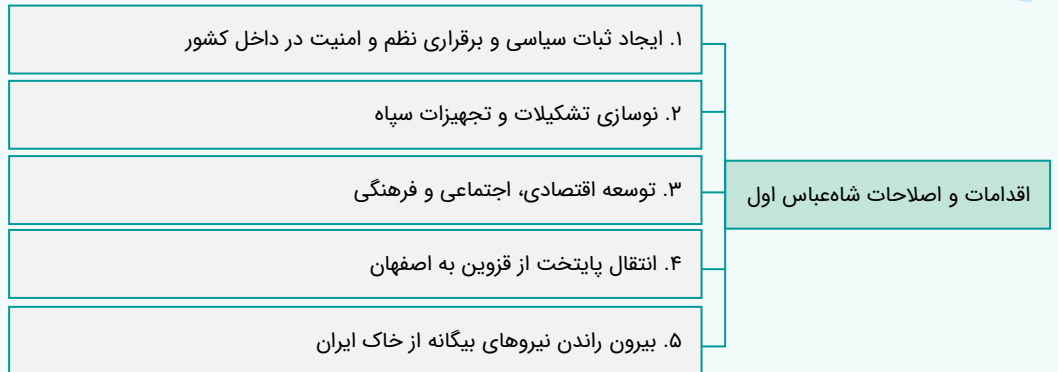 اقدامات و اصلاحات شاه‌عباس اول
۱. ایجاد ثبات سیاسی و برقراری نظم و امنیت در داخل کشور
۲. نوسازی تشکیلات و تجهیزات سپاه
۳. توسعه اقتصادی، اجتماعی و فرهنگی
۴. انتقال پایتخت از قزوین به اصفهان
۵. بیرون راندن نیروهای بیگانه از خاک ایران